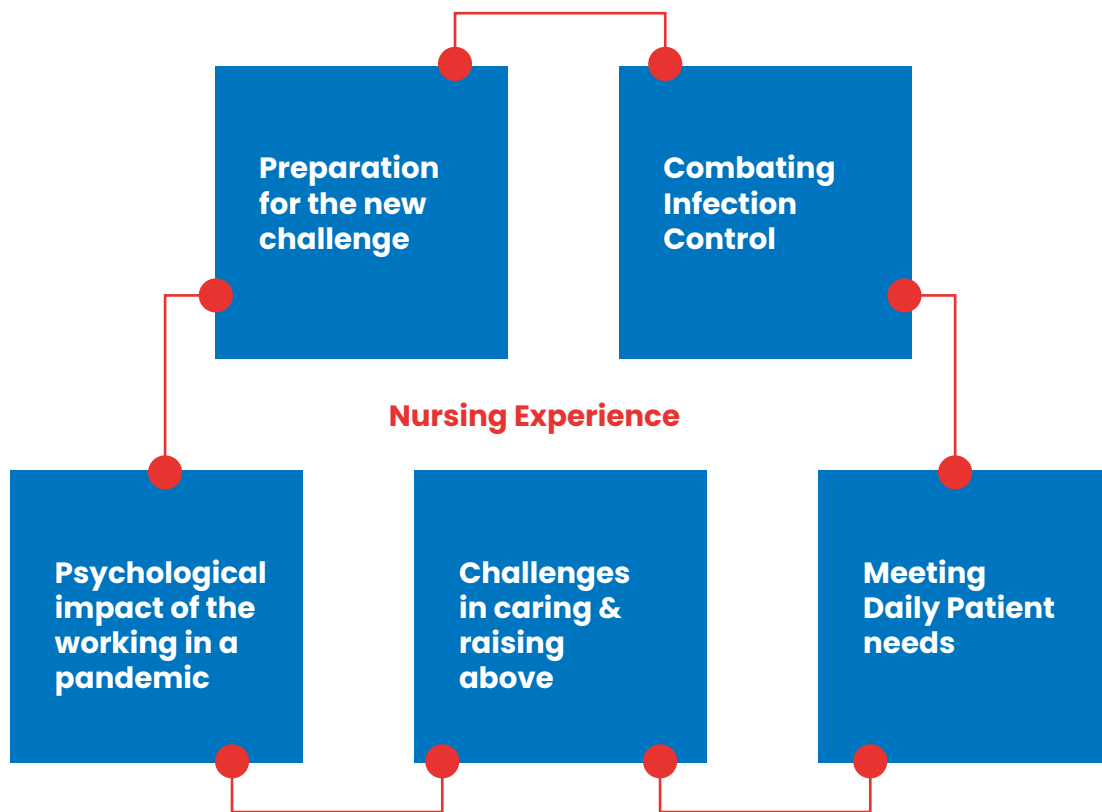 Preparation
for the new
challenge
Combating
Infection
Control
Nursing Experience
Psychological
impact of the
working in a
pandemic
Challenges
in caring &
raising
above
Meeting
Daily Patient
needs